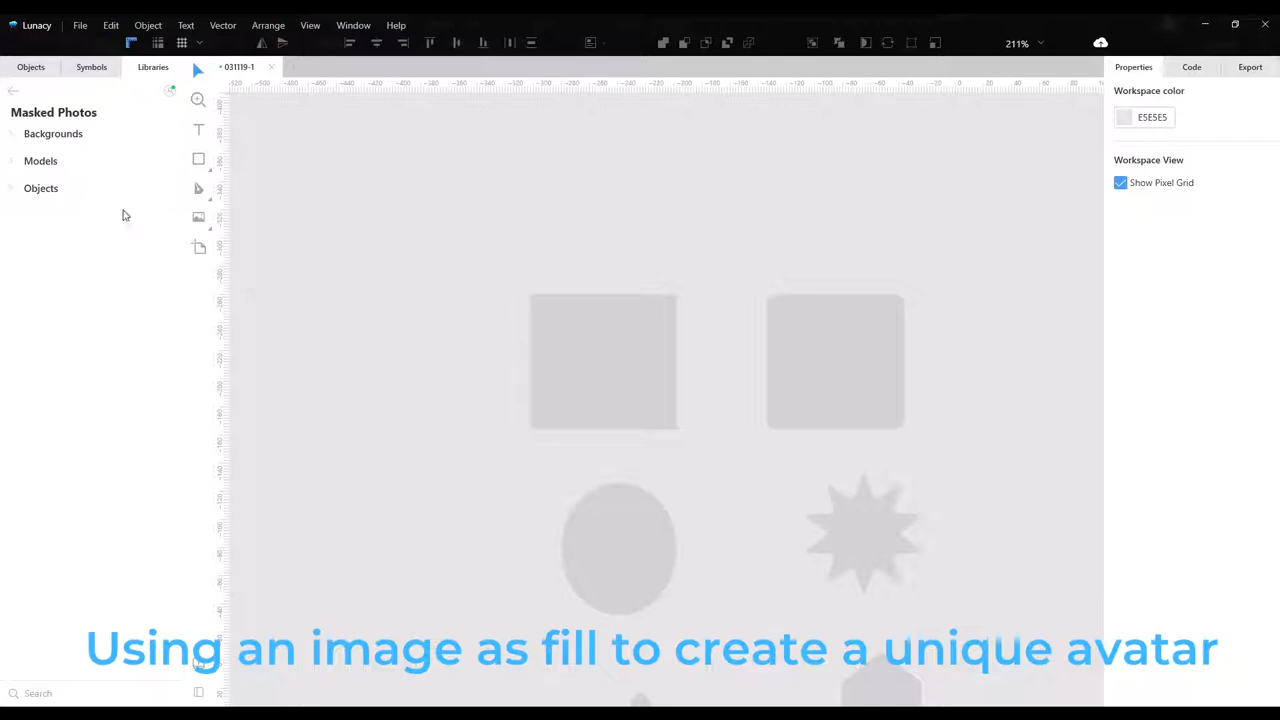 Lunacy File Edit Object Text Vector Arrange View Window Help
211%
Objects Symbols Libraries 031119-1 Properties Code Export
Masked Photos
Backgrounds
Models
Objects
Workspace color
E5E5E5
Workspace View
Show Pixel Grid
Using an image as fill to create a unique avatar
Search